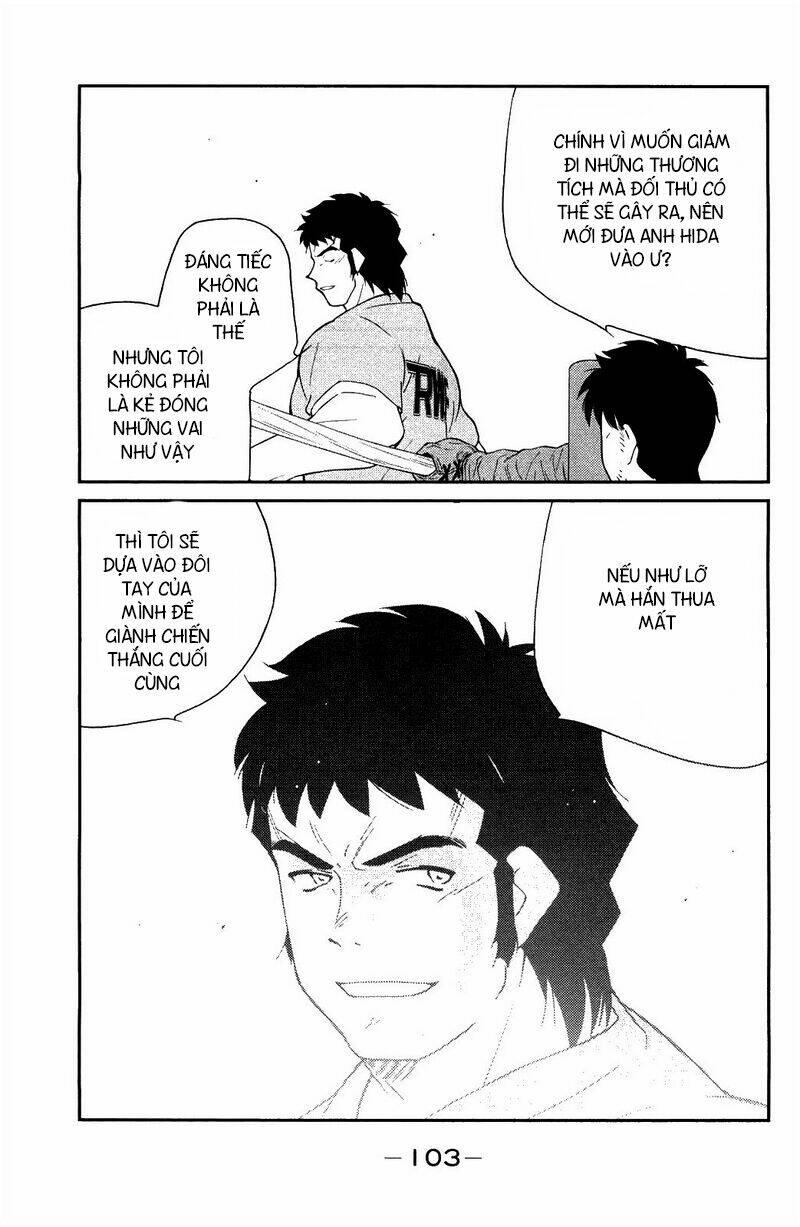 CHÍNH VÌ MUỐN GIẢM
ĐI NHỮNG THƯƠNG
TÍCH MÀ ĐỐI THỦ CÓ
THỂ SẼ GÂY RA, NÊN
MỚI ĐƯA ANH HIDA
VÀO Ư?
ĐÁNG TIẾC
KHÔNG
PHẢI LÀ
THẾ
NHƯNG TÔI
KHÔNG PHẢI
LÀ KẺ ĐÓNG
NHỮNG VAI
NHƯ VẬY
NẾU NHƯ LỠ
MÀ HẮN THUA
MẤT
THÌ TÔI SẼ
DỰA VÀO ĐÔI
TAY CỦA
MÌNH ĐỂ
GIÀNH CHIẾN
THẮNG CUỐI
CÙNG
— 103 —